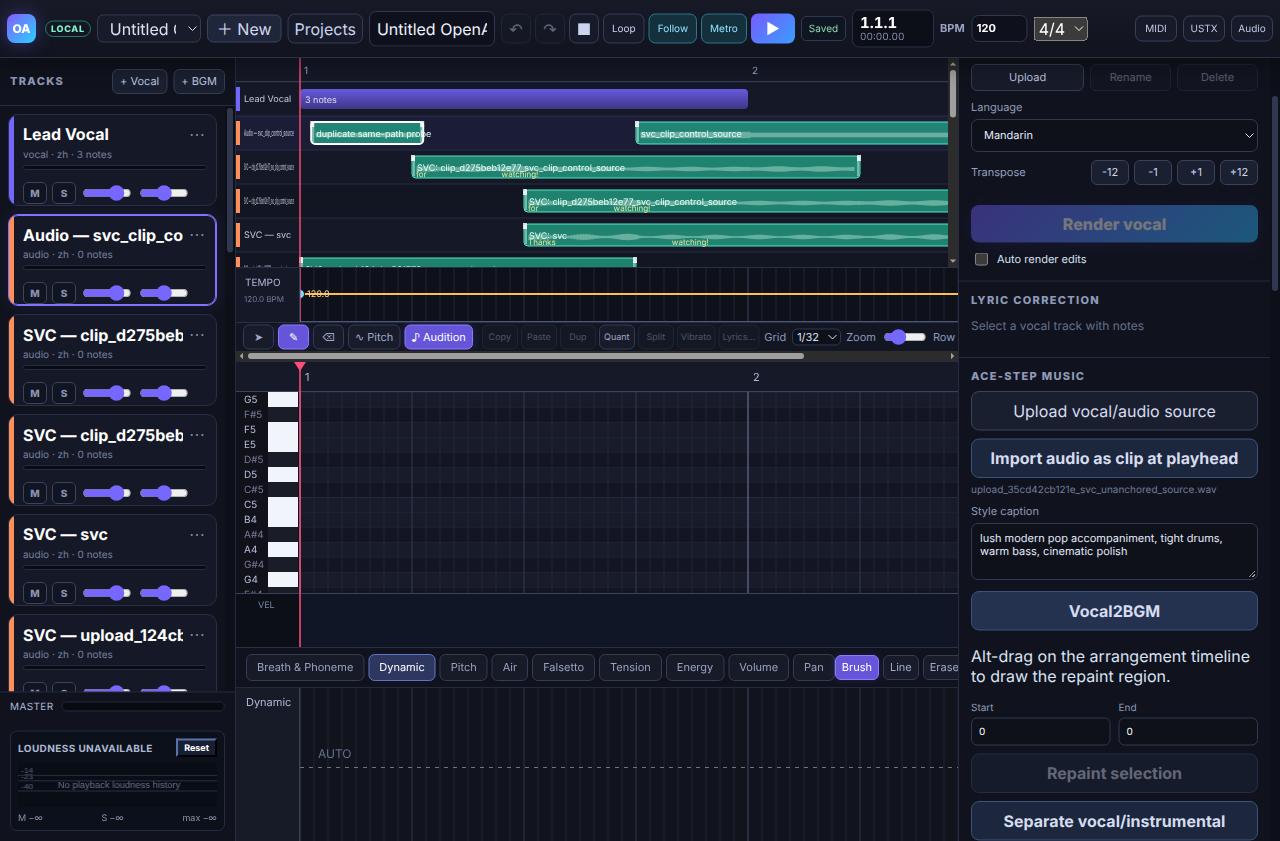 OA LOCAL Untitled ( + New Projects Untitled OpenA Loop Follow Metro Saved 1.1.1 BPM 120 4/4 MIDI USTX Audio
00:00.00
TRACKS + Vocal + BGM
Lead Vocal ...
vocal · zh · 3 notes
M S
Audio — svc_clip_co ...
audio · zh · 0 notes
M S
SVC — clip_d275beb ...
audio · zh · 0 notes
M S
SVC — clip_d275beb ...
audio · zh · 0 notes
M S
SVC — svc ...
audio · zh · 0 notes
M S
SVC — upload_124cb ...
audio · zh · 0 notes
M S
MASTER
LOUDNESS UNAVAILABLE Reset
-14
-23
-40
No playback loudness history
M −∞ S −∞ max −∞
1 2
Lead Vocal 3 notes
duplicate same-path probe svc_clip_control_source
SVC: clip_d275beb12e77_svc_clip_control_source
for watching!
SVC: clip_d275beb12e77_svc_clip_control_source
for watching!
SVC — svc SVC: svc
Thanks watching!
TEMPO
120.0 BPM
120.0
Pitch Audition Copy Paste Dup Quant Split Vibrato Lyrics... Grid 1/32 Zoom Row
1 2
G5
F#5
F5
E5
D#5
D5
C#5
C5
B4
A#4
A4
G#4
G4
F#4
VEL
Breath & Phoneme Dynamic Pitch Air Falsetto Tension Energy Volume Pan Brush Line Erase
Dynamic
AUTO
Upload Rename Delete
Language
Mandarin
Transpose -12 -1 +1 +12
Render vocal
Auto render edits
LYRIC CORRECTION
Select a vocal track with notes
ACE-STEP MUSIC
Upload vocal/audio source
Import audio as clip at playhead
upload_35cd42cb121e_svc_unanchored_source.wav
Style caption
lush modern pop accompaniment, tight drums,
warm bass, cinematic polish
Vocal2BGM
Alt-drag on the arrangement timeline
to draw the repaint region.
Start End
0 0
Repaint selection
Separate vocal/instrumental